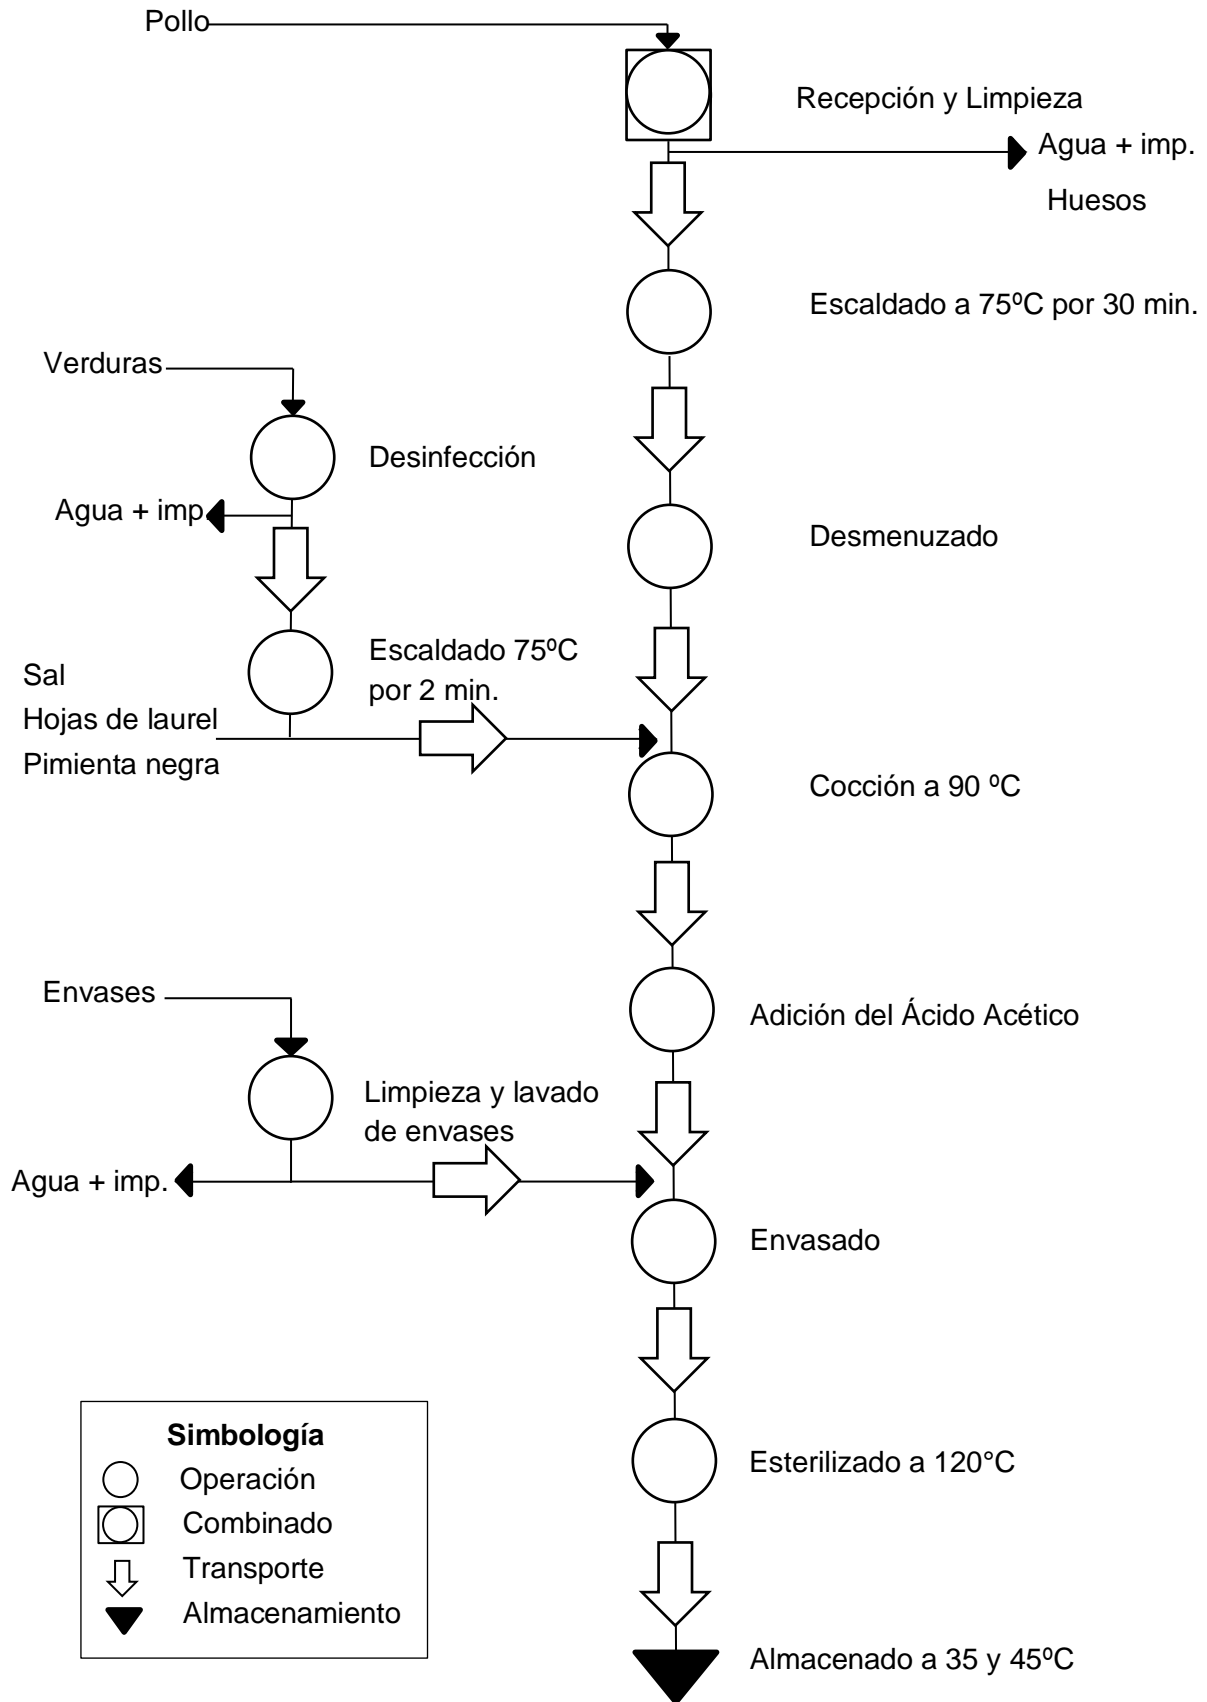 Pollo
Recepción y Limpieza
Agua + imp.
Huesos
Escaldado a 75ºC por 30 min.
Verduras
Desinfección
Agua + imp.
Desmenuzado
Escaldado 75ºC
por 2 min.
Sal
Hojas de laurel
Pimienta negra
Cocción a 90 ºC
Envases
Adición del Ácido Acético
Limpieza y lavado
de envases
Agua + imp.
Envasado
Simbología
Operación
Combinado
Transporte
Almacenamiento
Esterilizado a 120°C
Almacenado a 35 y 45ºC